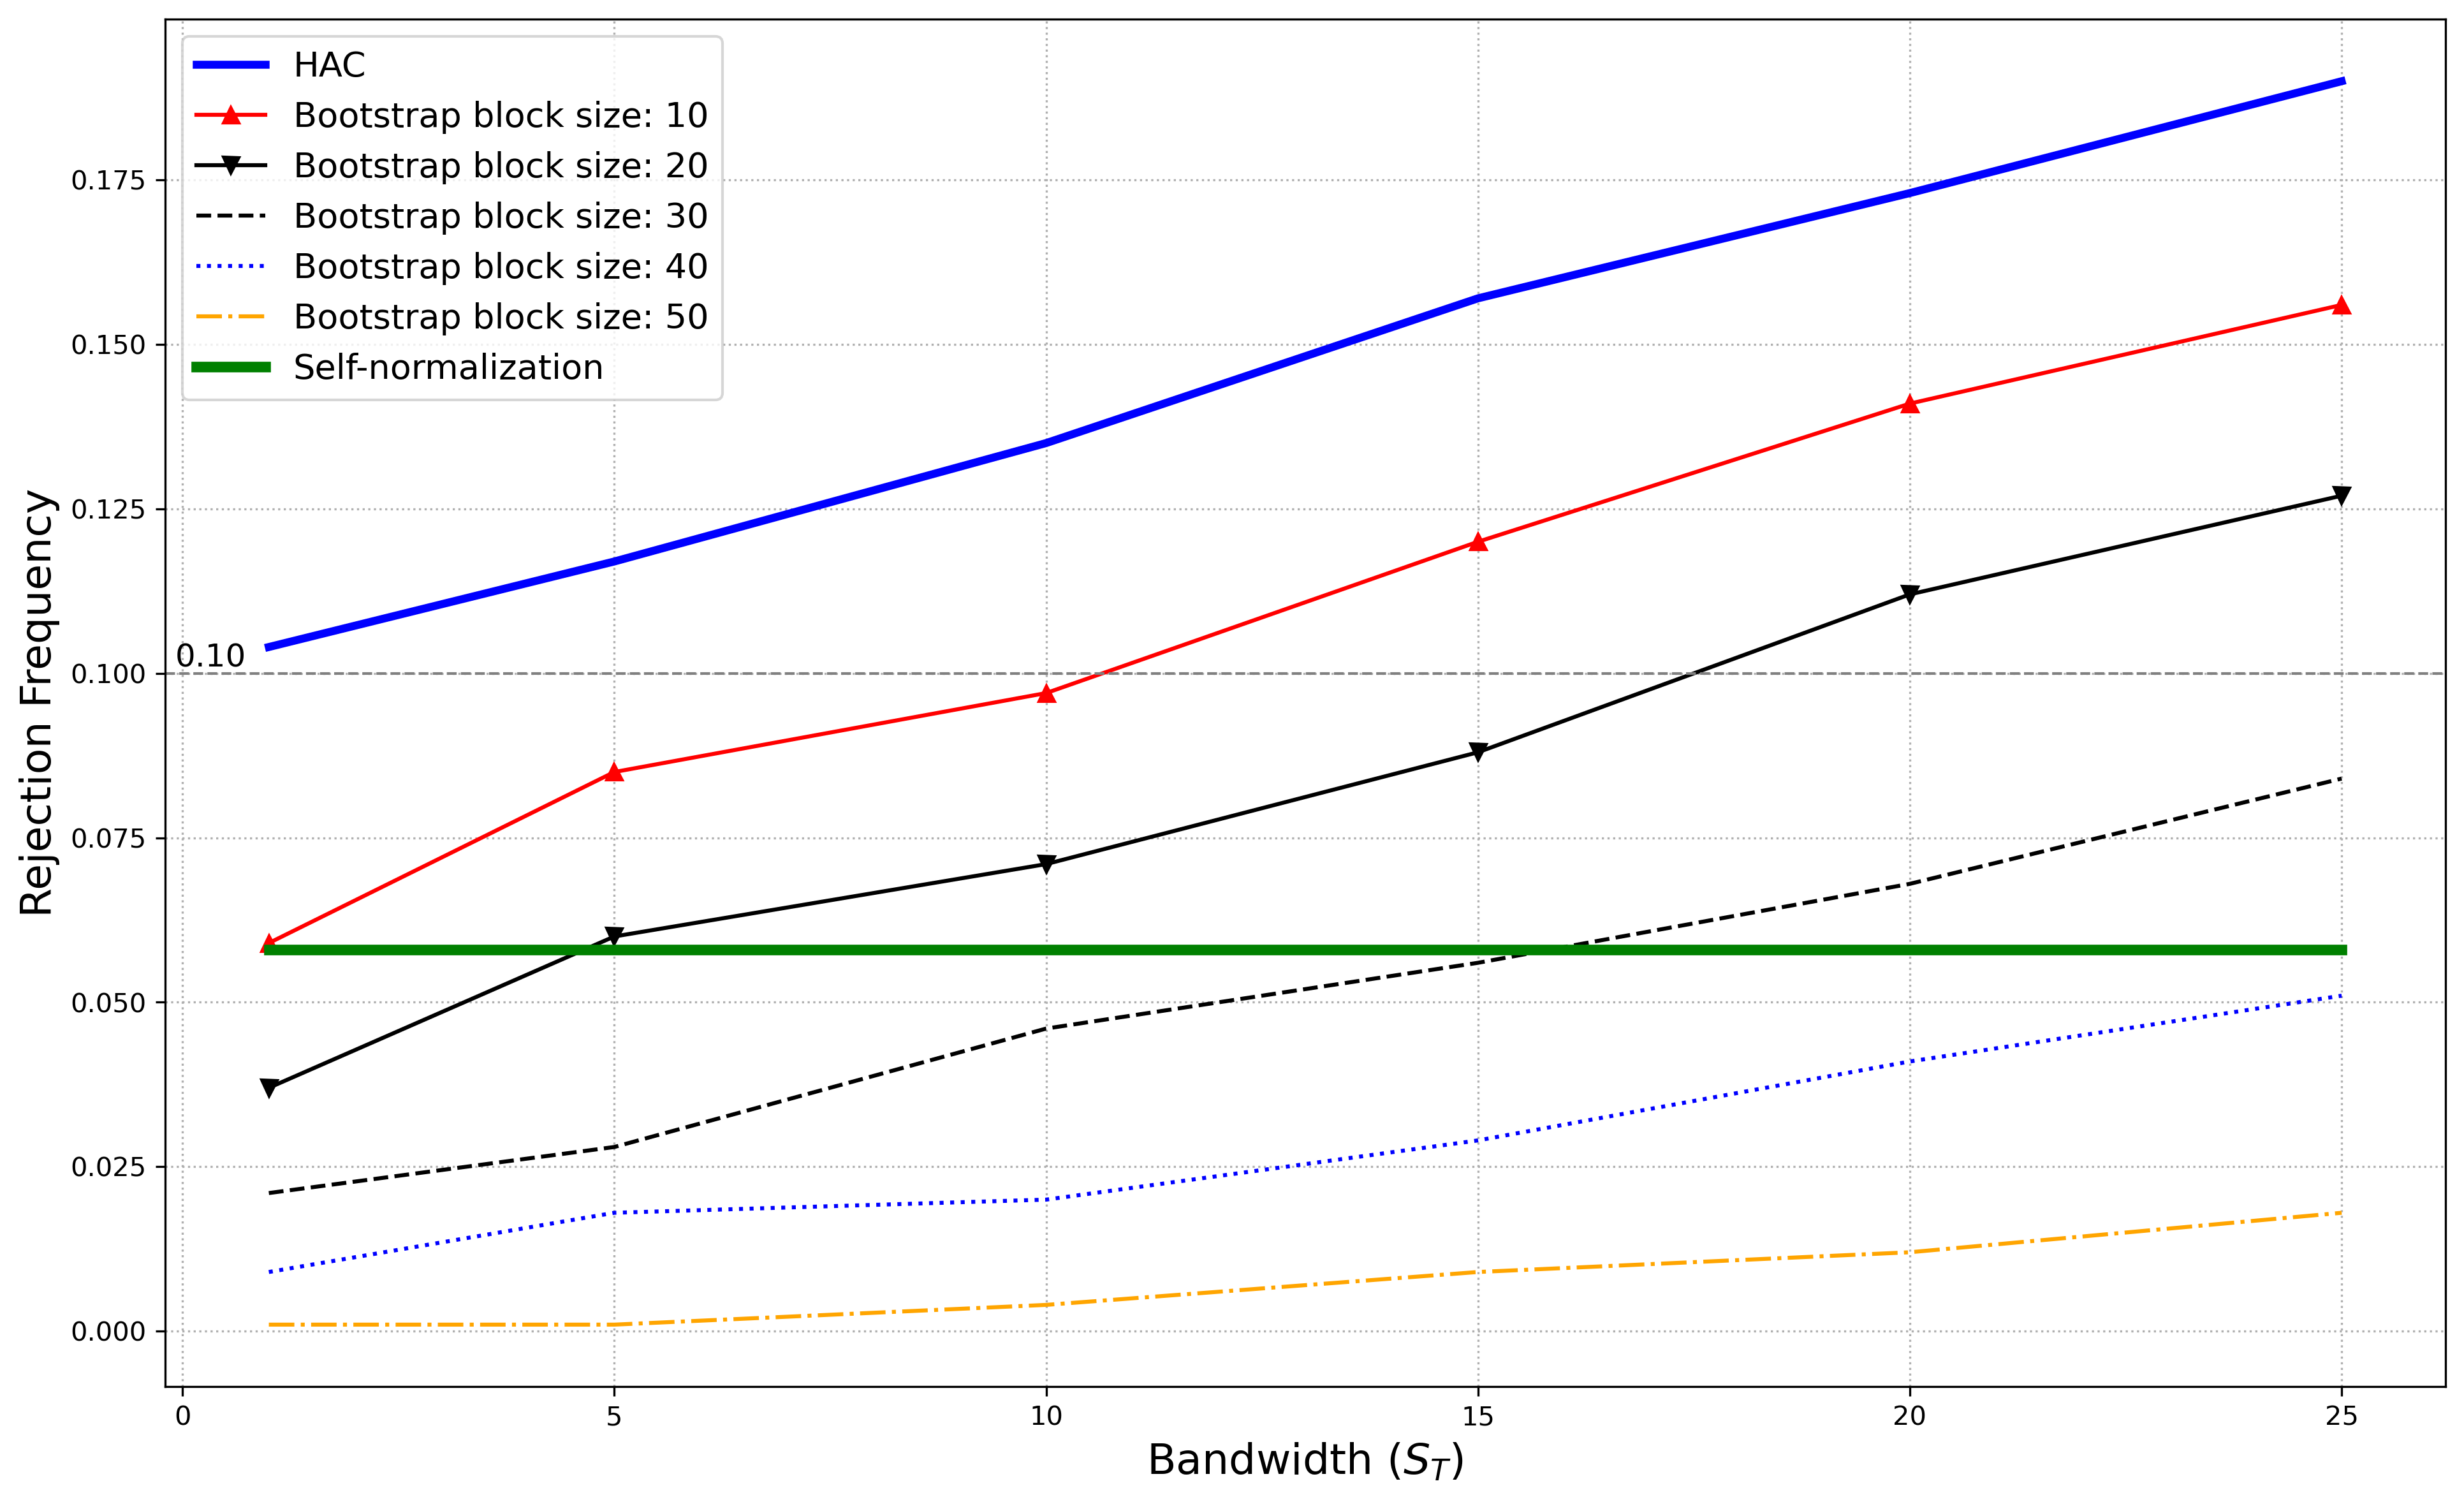 HAC
Bootstrap block size: 10
Bootstrap block size: 20
Bootstrap block size: 30
Bootstrap block size: 40
Bootstrap block size: 50
Self-normalization
Rejection Frequency
0.175
0.150
0.125
0.100
0.075
0.050
0.025
0.000
0.10
0 5 10 15 20 25
Bandwidth (S_T)